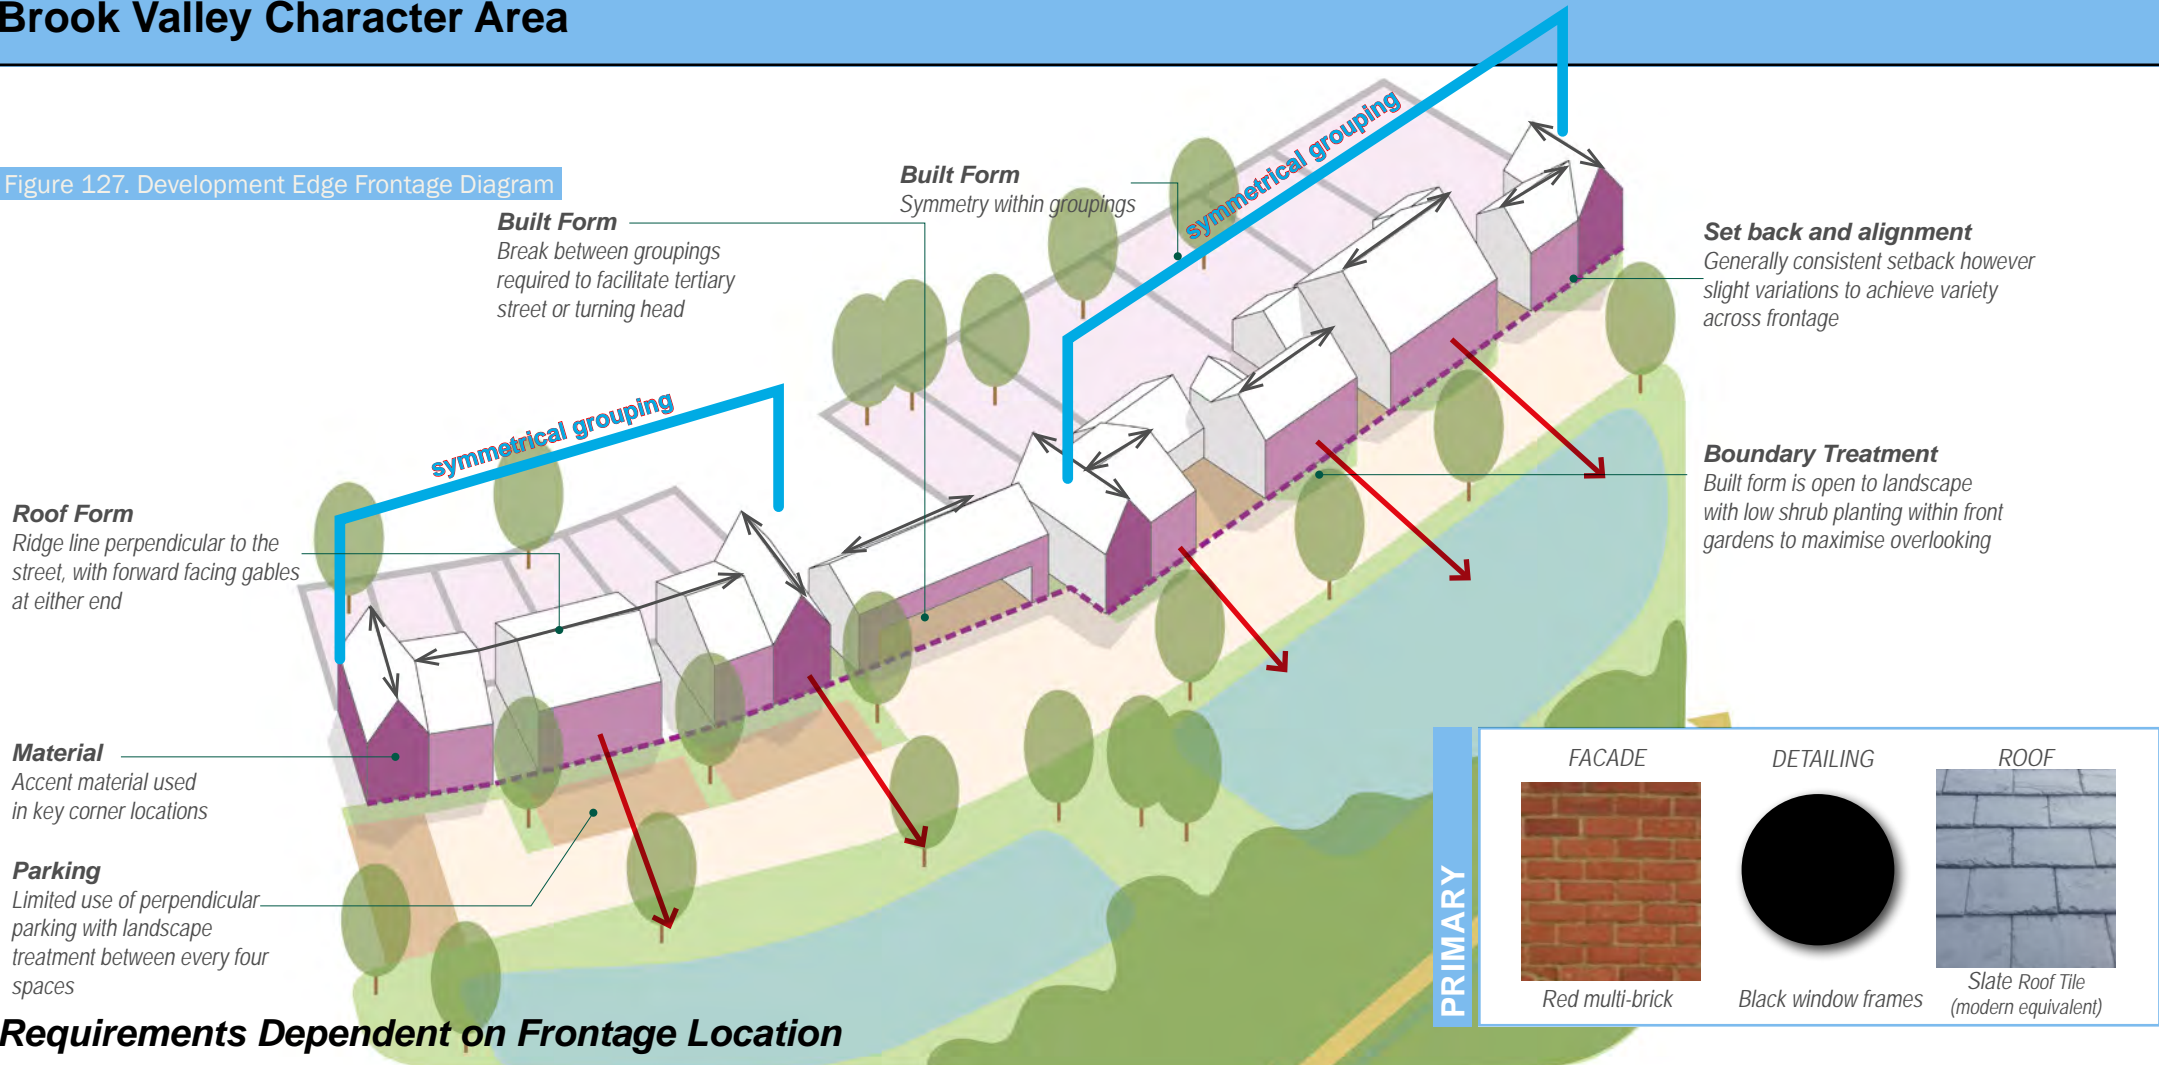 Brook Valley Character Area
Figure 127. Development Edge Frontage Diagram
Built Form
Break between groupings
required to facilitate tertiary
street or turning head
Built Form
Symmetry within groupings
symmetrical grouping
symmetrical grouping
Set back and alignment
Generally consistent setback however
slight variations to achieve variety
across frontage
Boundary Treatment
Built form is open to landscape
with low shrub planting within front
gardens to maximise overlooking
Roof Form
Ridge line perpendicular to the
street, with forward facing gables
at either end
Material
Accent material used
in key corner locations
Parking
Limited use of perpendicular
parking with landscape
treatment between every four
spaces
PRIMARY
FACADE
Red multi-brick
DETAILING
Black window frames
ROOF
Slate Roof Tile
(modern equivalent)
Requirements Dependent on Frontage Location